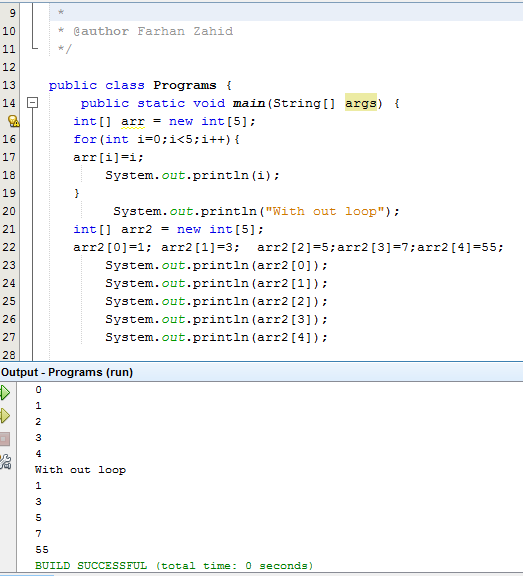 9 *
10 * @author Farhan Zahid
11 */
12
13 public class Programs {
14 public static void main(String[] args) {
int[] arr = new int[5];
16 for(int i=0;i<5;i++){
17 arr[i]=i;
18 System.out.println(i);
19 }
20 System.out.println("With out loop");
21 int[] arr2 = new int[5];
22 arr2[0]=1; arr2[1]=3; arr2[2]=5;arr2[3]=7;arr2[4]=55;
23 System.out.println(arr2[0]);
24 System.out.println(arr2[1]);
25 System.out.println(arr2[2]);
26 System.out.println(arr2[3]);
27 System.out.println(arr2[4]);
28
Output - Programs (run)
0
1
2
3
4
With out loop
1
3
5
7
55
BUILD SUCCESSFUL (total time: 0 seconds)